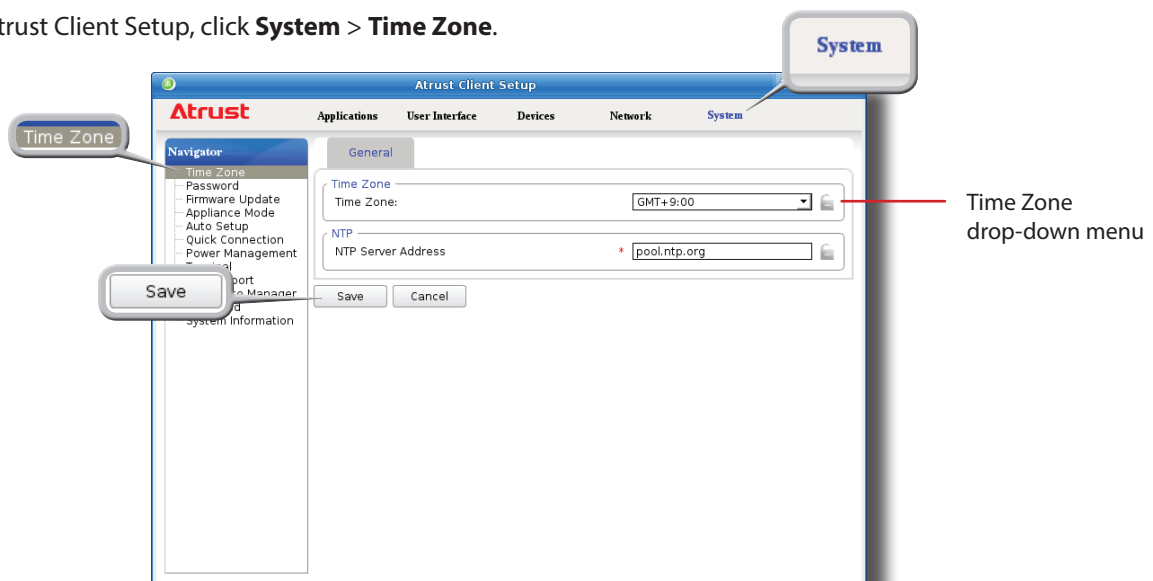 trust Client Setup, click System > Time Zone.
System
Atrust Client Setup
Atrust
Applications User Interface Devices Network System
Time Zone
Navigator
Time Zone
Password
Firmware Update
Appliance Mode
Auto Setup
Quick Connection
Power Management
port
Manager
System Information
General
Time Zone
Time Zone: GMT+9:00
NTP
NTP Server Address * pool.ntp.org
Save Cancel
Save
Time Zone
drop-down menu